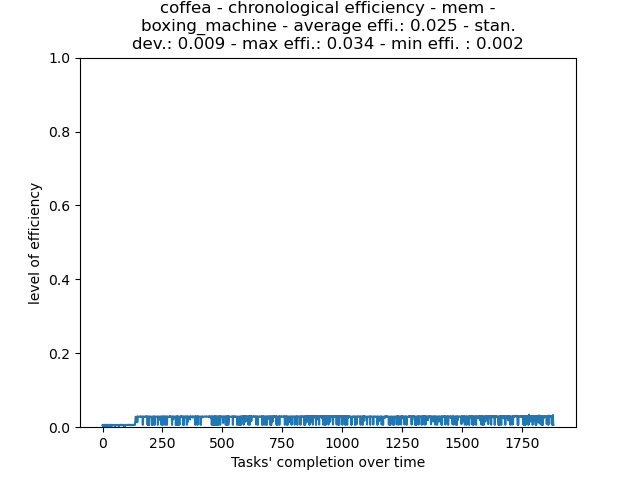 coffea - chronological efficiency - mem -
boxing_machine - average effi.: 0.025 - stan.
dev.: 0.009 - max effi.: 0.034 - min effi. : 0.002
1.0
0.8
0.6
0.4
0.2
0.0
level of efficiency
0 250 500 750 1000 1250 1500 1750
Tasks' completion over time